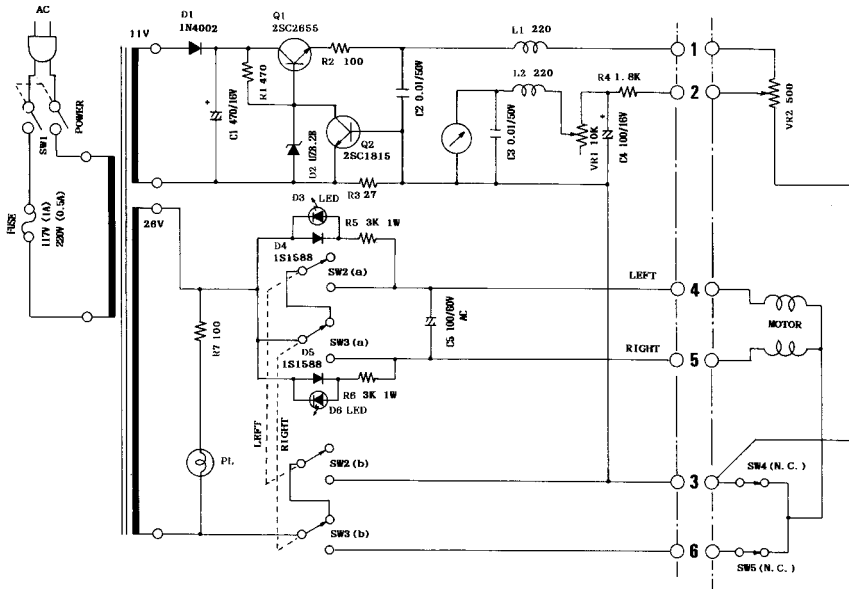 AC
POWER
SW1
FUSE
117V (1A)
220V (0.5A)
11V
D1
1N4002
C1 470/16V
R1 470
Q1
2SC2655
R2 100
D2 UZ8.2B
Q2
2SC1815
R3 27
C2 0.01/50V
L1 220
L2 220
C3 0.01/50V
VR1 10K
R4 1.8K
C4 100/16V
1
2
VR2 500
26V
R7 100
PL
D3 LED
R5 3K 1W
D4
1S1588
SW2(a)
SW3(a)
D5
1S1588
R6 3K 1W
D6 LED
C5 100/60V
AC
LEFT
4
RIGHT
5
MOTOR
LEFT
RIGHT
SW2(b)
SW3(b)
3
SW4(N.C.)
6
SW5(N.C.)